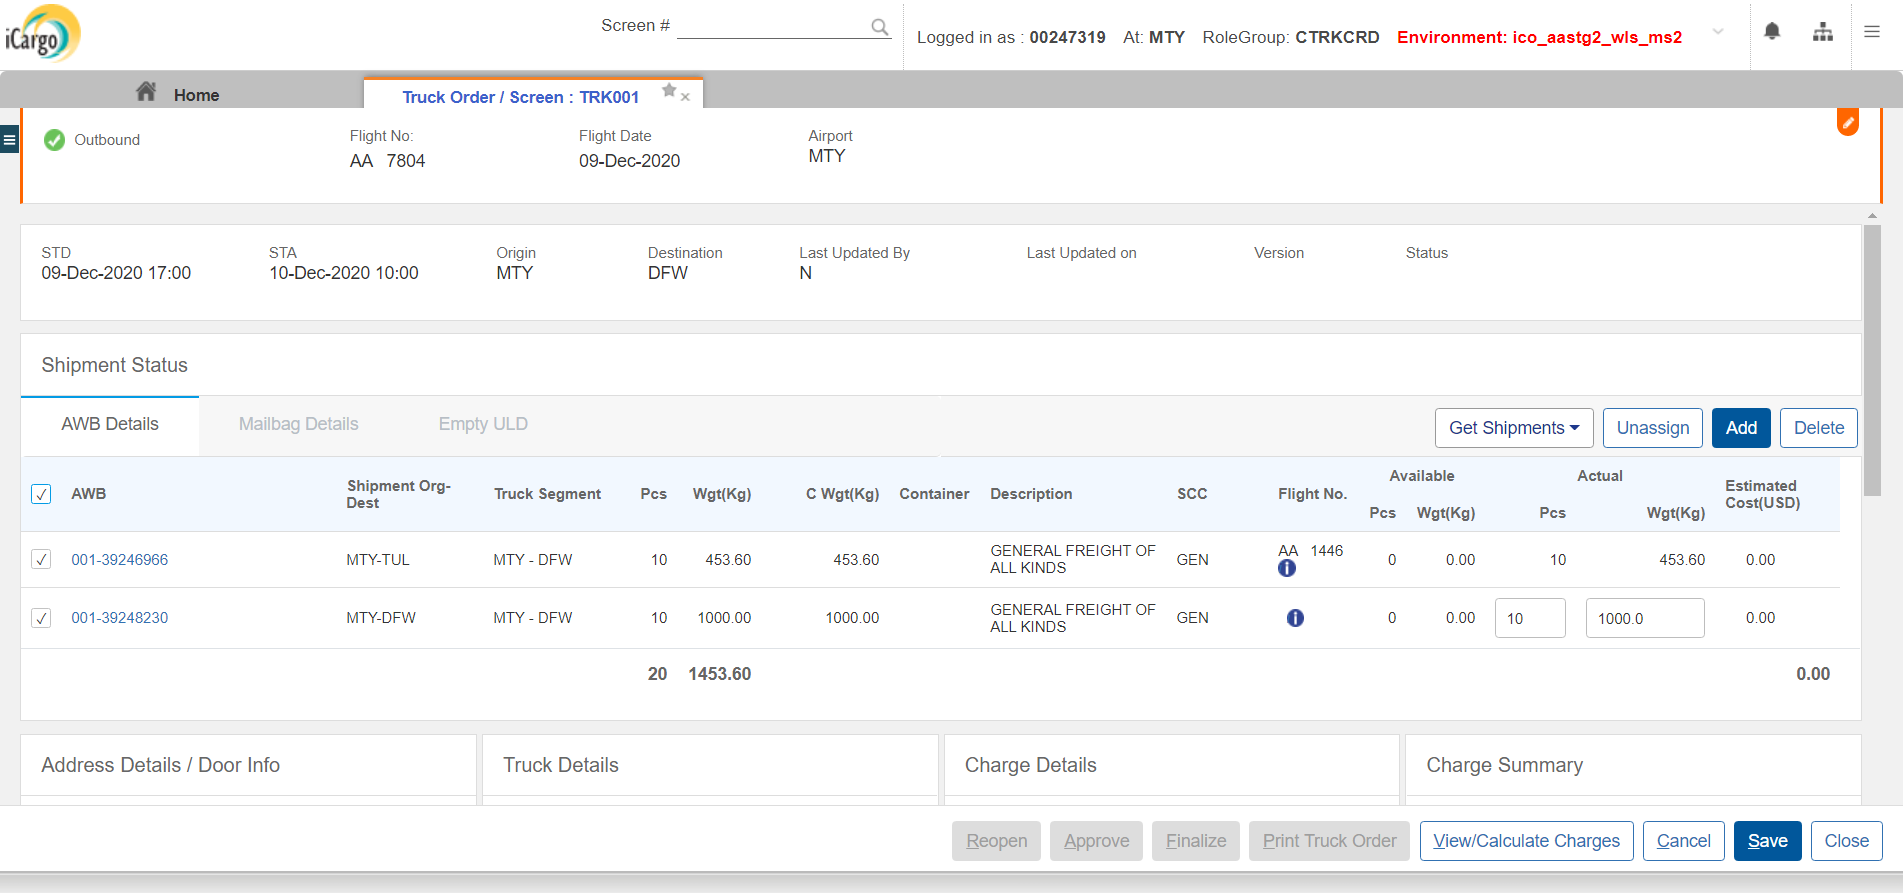 iCargo
Screen #
Logged in as : 00247319 At: MTY RoleGroup: CTRKCRD Environment: ico_aastg2_wls_ms2
Home
Truck Order / Screen : TRK001
Outbound
Flight No:
AA 7804
Flight Date
09-Dec-2020
Airport
MTY
STD
09-Dec-2020 17:00
STA
10-Dec-2020 10:00
Origin
MTY
Destination
DFW
Last Updated By
N
Last Updated on
Version
Status
Shipment Status
AWB Details Mailbag Details Empty ULD
Get Shipments Unassign Add Delete
AWB Shipment Org-Dest Truck Segment Pcs Wgt(Kg) C Wgt(Kg) Container Description SCC Flight No. Available Pcs Wgt(Kg) Actual Pcs Wgt(Kg) Estimated Cost(USD)
001-39246966 MTY-TUL MTY - DFW 10 453.60 453.60 GENERAL FREIGHT OF ALL KINDS GEN AA 1446 0 0.00 10 453.60 0.00
001-39248230 MTY-DFW MTY - DFW 10 1000.00 1000.00 GENERAL FREIGHT OF ALL KINDS GEN 0 0.00 10 1000.0 0.00
20 1453.60 0.00
Address Details / Door Info
Truck Details
Charge Details
Charge Summary
Reopen Approve Finalize Print Truck Order View/Calculate Charges Cancel Save Close